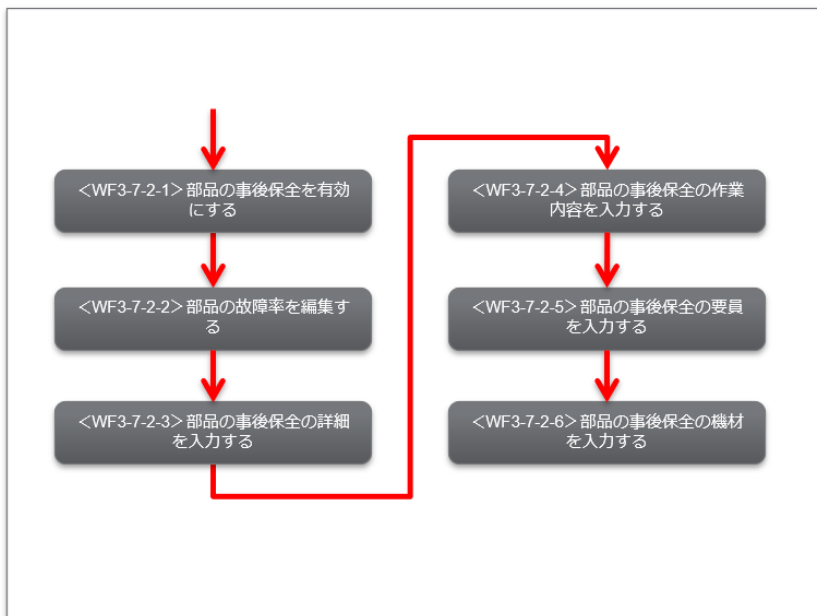 ＜WF3-7-2-1＞部品の事後保全を有効
にする
＜WF3-7-2-2＞部品の故障率を編集す
る
＜WF3-7-2-3＞部品の事後保全の詳細
を入力する
＜WF3-7-2-4＞部品の事後保全の作業
内容を入力する
＜WF3-7-2-5＞部品の事後保全の要員
を入力する
＜WF3-7-2-6＞部品の事後保全の機材
を入力する